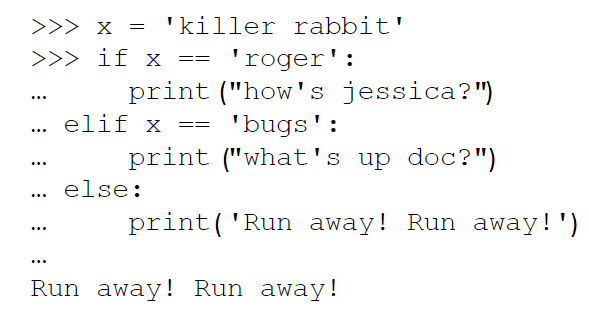 >>> x = 'killer rabbit'
>>> if x == 'roger':
…     print ("how's jessica?")
… elif x == 'bugs':
…     print ("what's up doc?")
… else:
…     print('Run away! Run away!')
…
Run away! Run away!